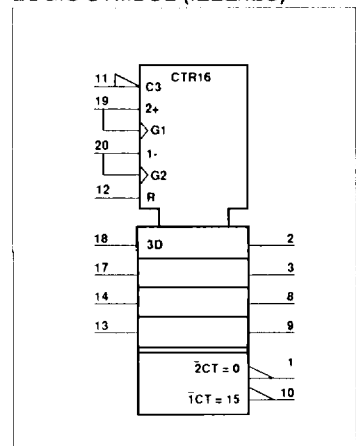 11 C3 CTR16
19 2+
G1
20 1-
G2
12 R
18 3D 2
17 3
14 8
13 9
2̅CT = 0 1
1̅CT = 15 10